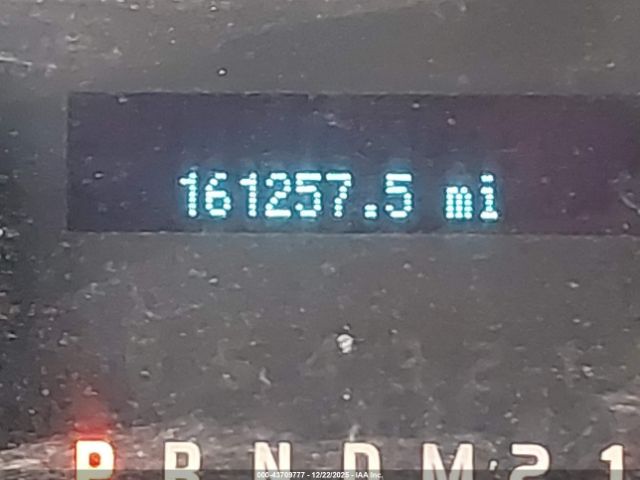 161257.5 mi
P R N D M 2 1
000-43709777 - 12/22/2025 - IAA Inc.